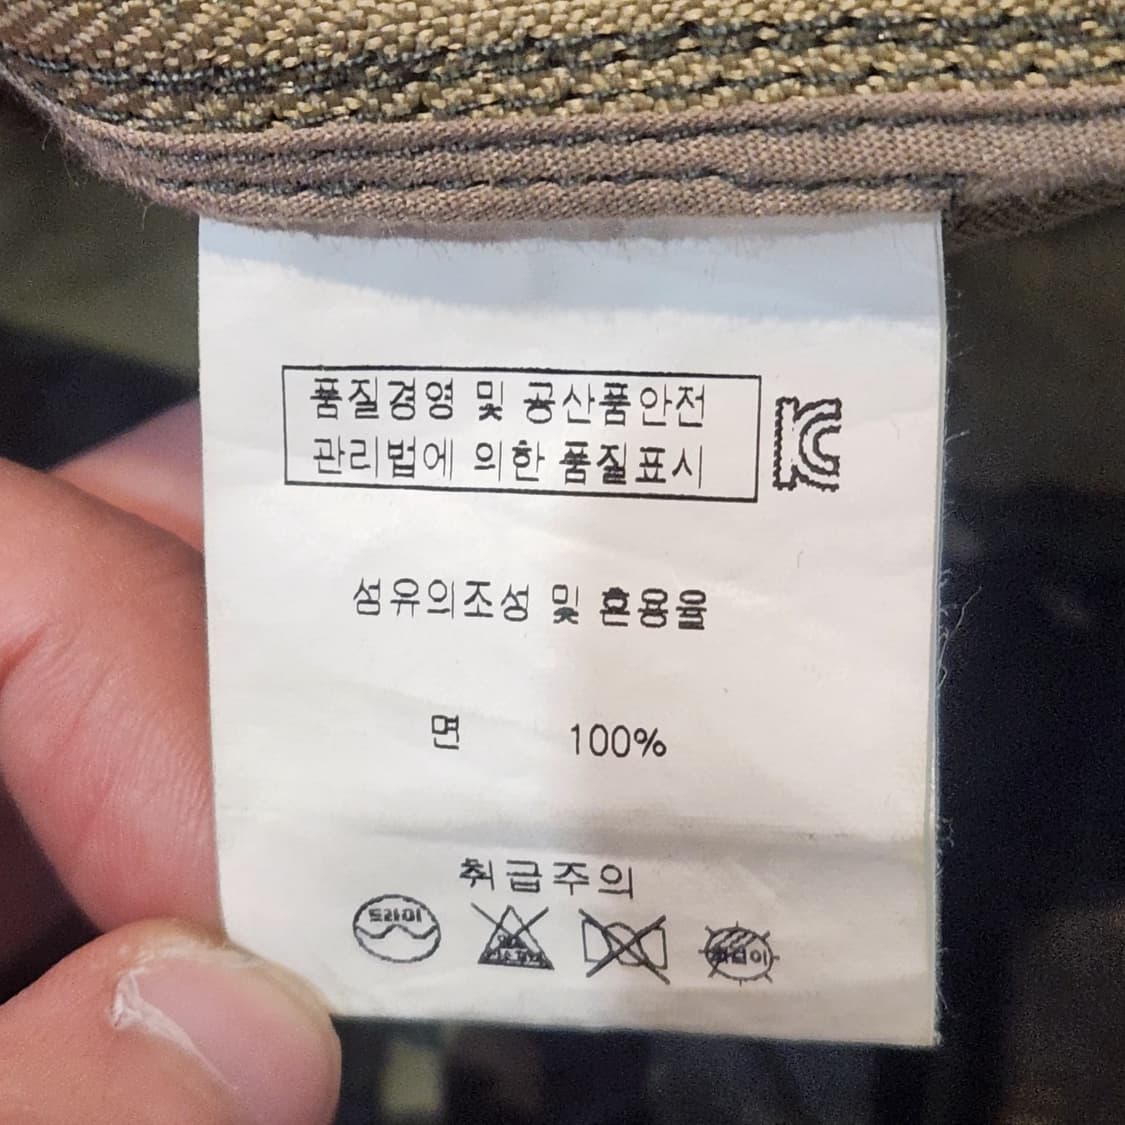 품질경영 및 공산품안전
관리법에 의한 품질표시
KC
섬유의조성 및 혼용율
면 100%
취급주의
드라이